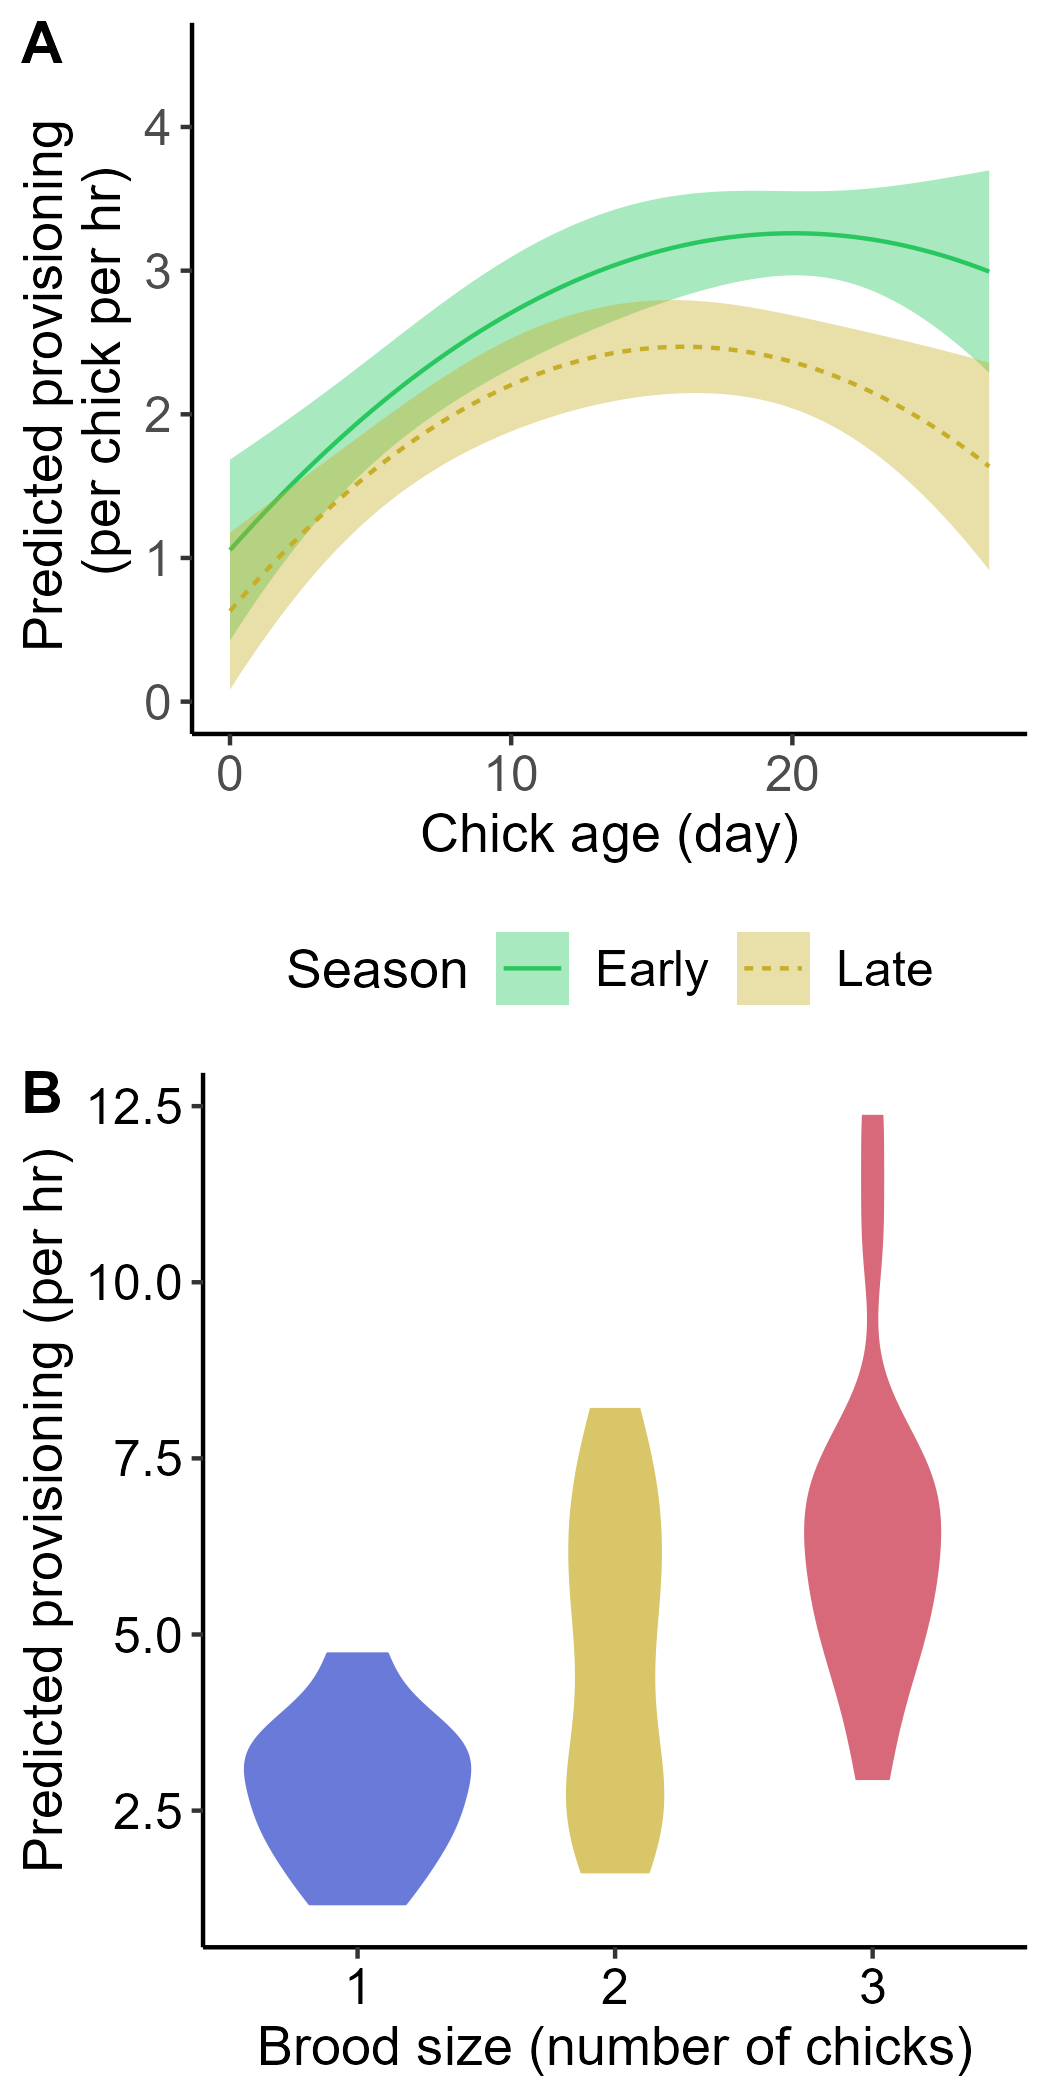 A
Predicted provisioning
(per chick per hr)
4
3
2
1
0
0 10 20
Chick age (day)
Season Early Late
B
Predicted provisioning (per hr)
12.5
10.0
7.5
5.0
2.5
1 2 3
Brood size (number of chicks)